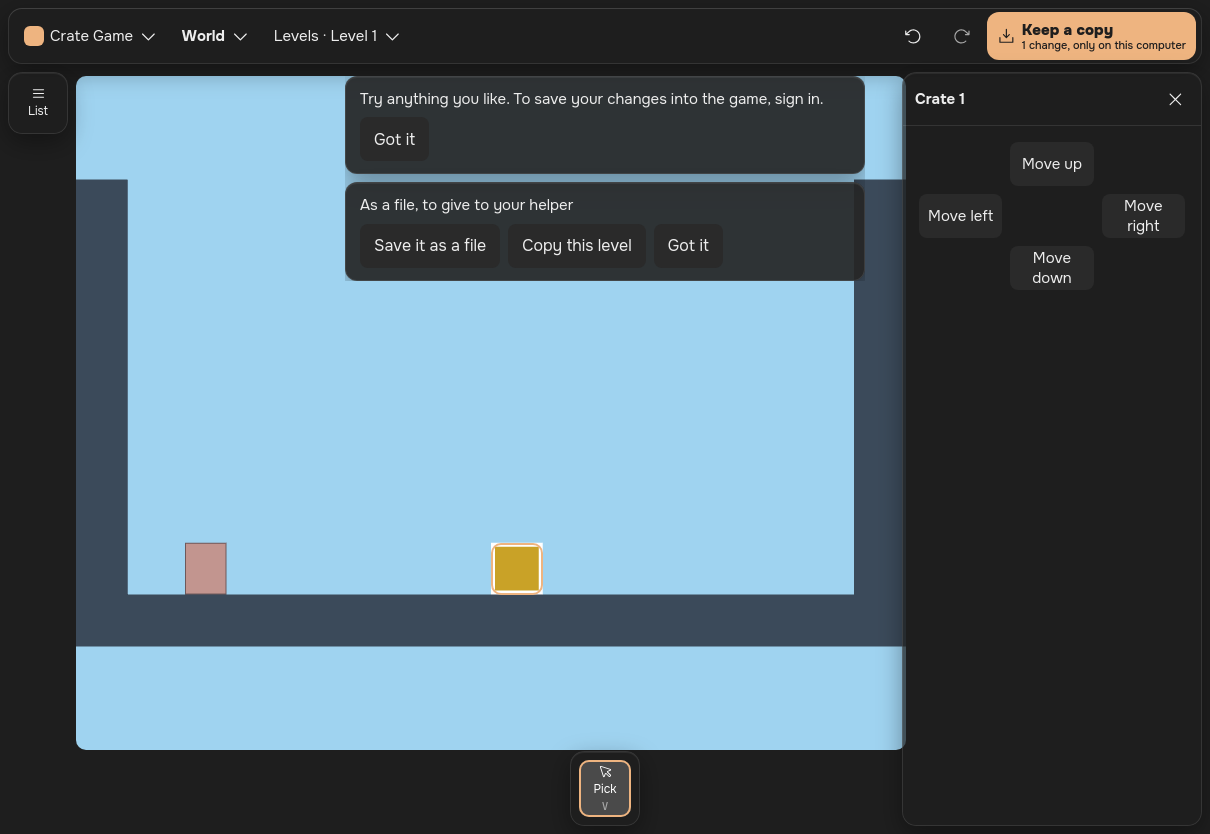 Crate Game
World
Levels · Level 1
Keep a copy
1 change, only on this computer
List
Try anything you like. To save your changes into the game, sign in.
Got it
As a file, to give to your helper
Save it as a file
Copy this level
Got it
Crate 1
Move up
Move left
Move
right
Move
down
Pick
V